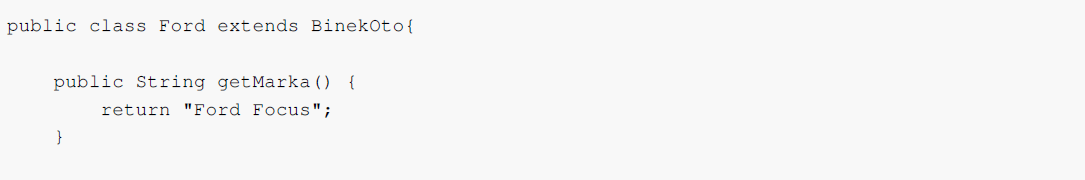 public class Ford extends BinekOto{
public String getMarka() {
return "Ford Focus";
}